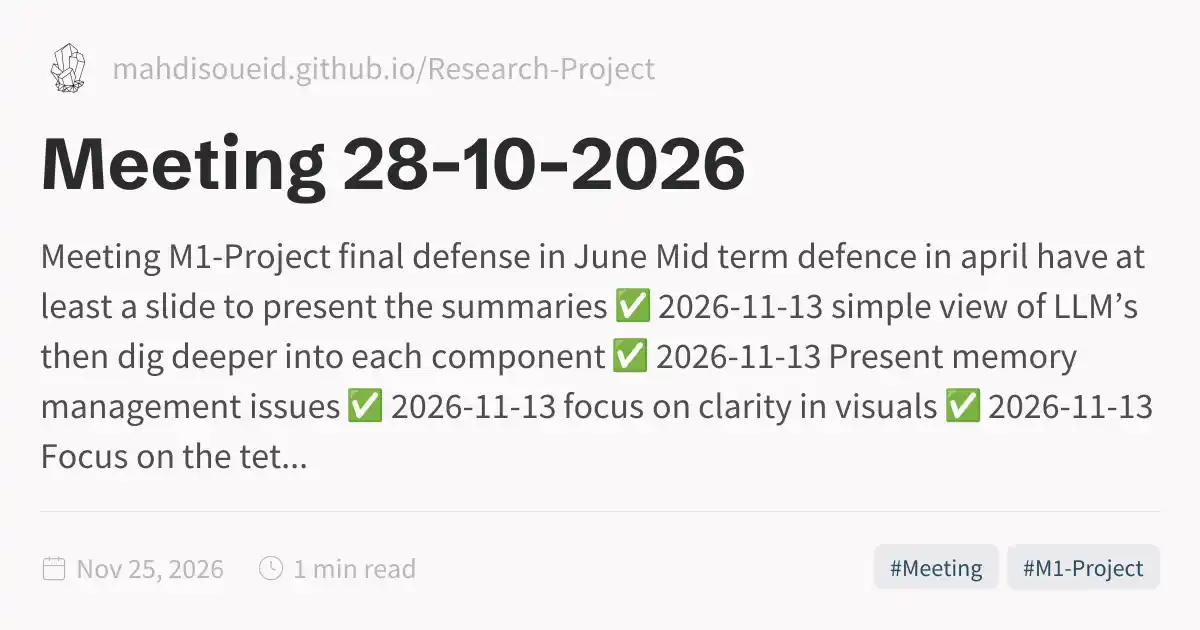 mahdisoueid.github.io/Research-Project
Meeting 28-10-2026
Meeting M1-Project final defense in June Mid term defence in april have at
least a slide to present the summaries ✅ 2026-11-13 simple view of LLM’s
then dig deeper into each component ✅ 2026-11-13 Present memory
management issues ✅ 2026-11-13 focus on clarity in visuals ✅ 2026-11-13
Focus on the tet...
Nov 25, 2026
1 min read
#Meeting
#M1-Project